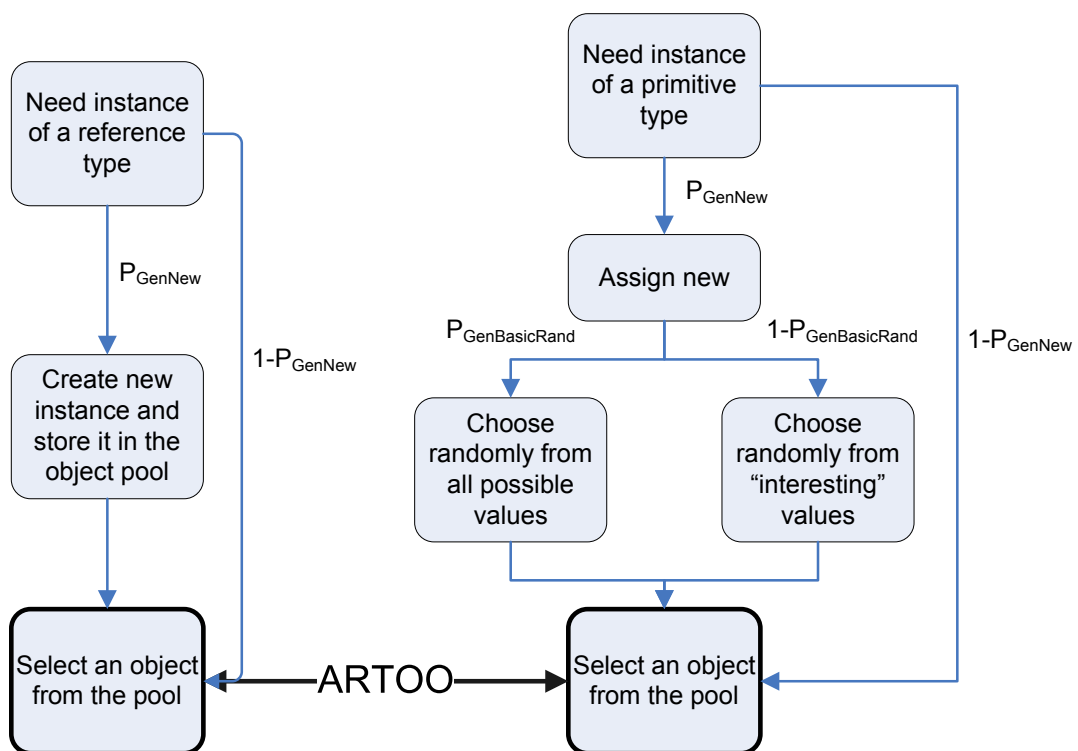 Need instance
of a reference
type
P_GenNew
1-P_GenNew
Create new
instance and
store it in the
object pool
Select an object
from the pool
ARTOO
Need instance
of a primitive
type
P_GenNew
1-P_GenNew
Assign new
P_GenBasicRand
1-P_GenBasicRand
Choose
randomly from
all possible
values
Choose
randomly from
“interesting”
values
Select an object
from the pool